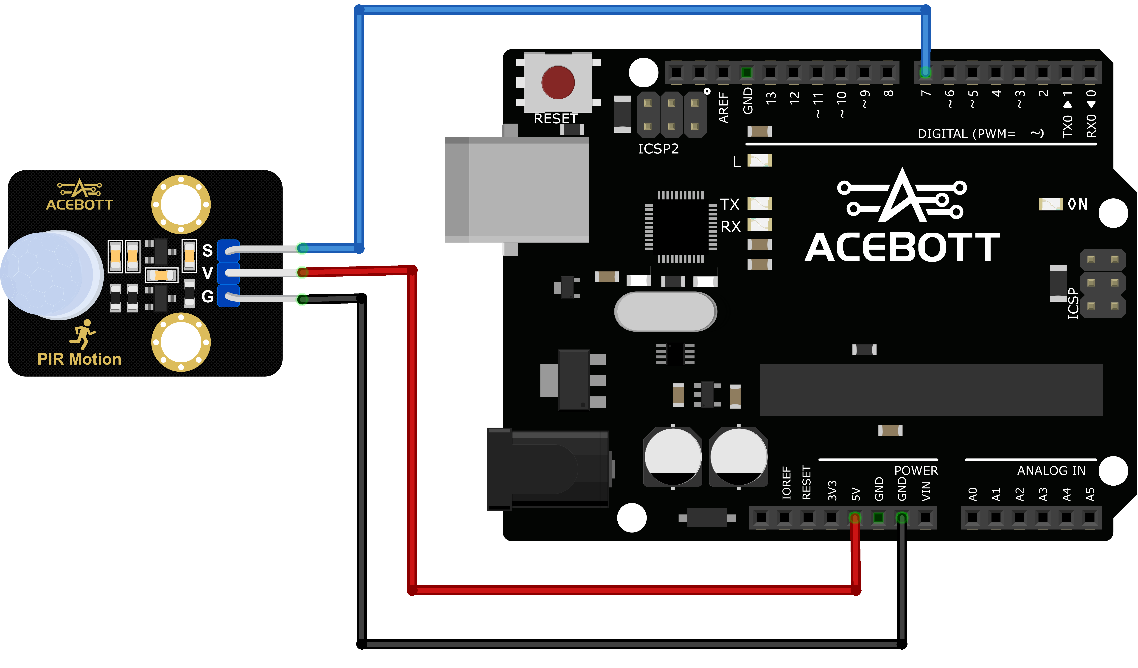 ACEBOTT
S
V
G
PIR Motion
RESET
ICSP2
AREF
GND
13
12
~11
~10
~9
8
7
~6
~5
4
~3
2
TX0 ▶ 1
RX0 ◀ 0
DIGITAL (PWM= ~)
L
TX
RX
ON
ACEBOTT
ICSP
POWER
ANALOG IN
IOREF
RESET
3V3
5V
GND
GND
VIN
A0
A1
A2
A3
A4
A5